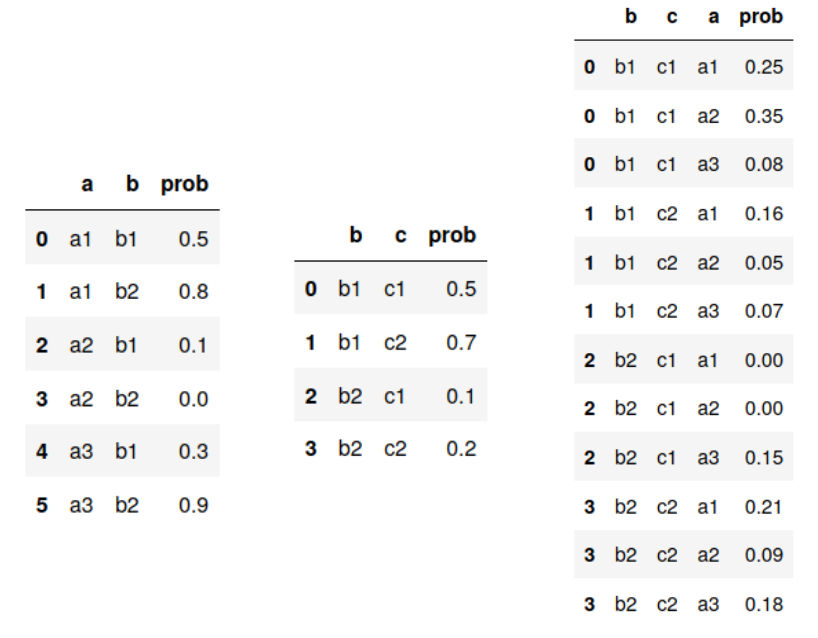 a b prob
0 a1 b1 0.5
1 a1 b2 0.8
2 a2 b1 0.1
3 a2 b2 0.0
4 a3 b1 0.3
5 a3 b2 0.9
b c prob
0 b1 c1 0.5
1 b1 c2 0.7
2 b2 c1 0.1
3 b2 c2 0.2
b c a prob
0 b1 c1 a1 0.25
0 b1 c1 a2 0.35
0 b1 c1 a3 0.08
1 b1 c2 a1 0.16
1 b1 c2 a2 0.05
1 b1 c2 a3 0.07
2 b2 c1 a1 0.00
2 b2 c1 a2 0.00
2 b2 c1 a3 0.15
3 b2 c2 a1 0.21
3 b2 c2 a2 0.09
3 b2 c2 a3 0.18